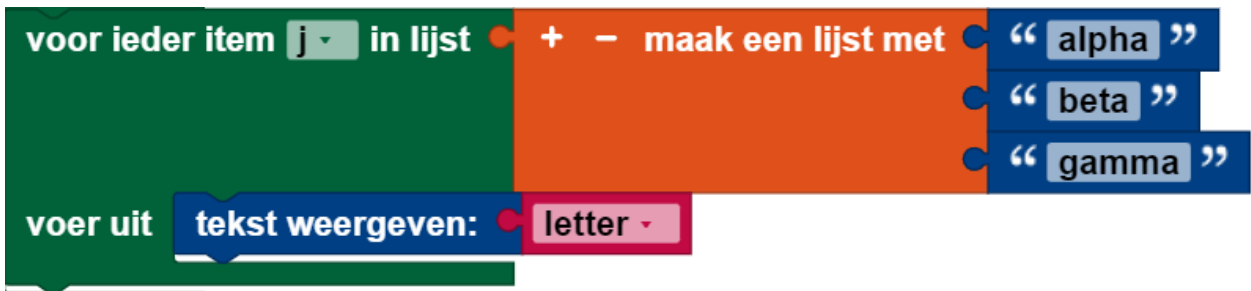 voor ieder item j in lijst + − maak een lijst met “ alpha ”
“ beta ”
“ gamma ”
voer uit tekst weergeven: letter